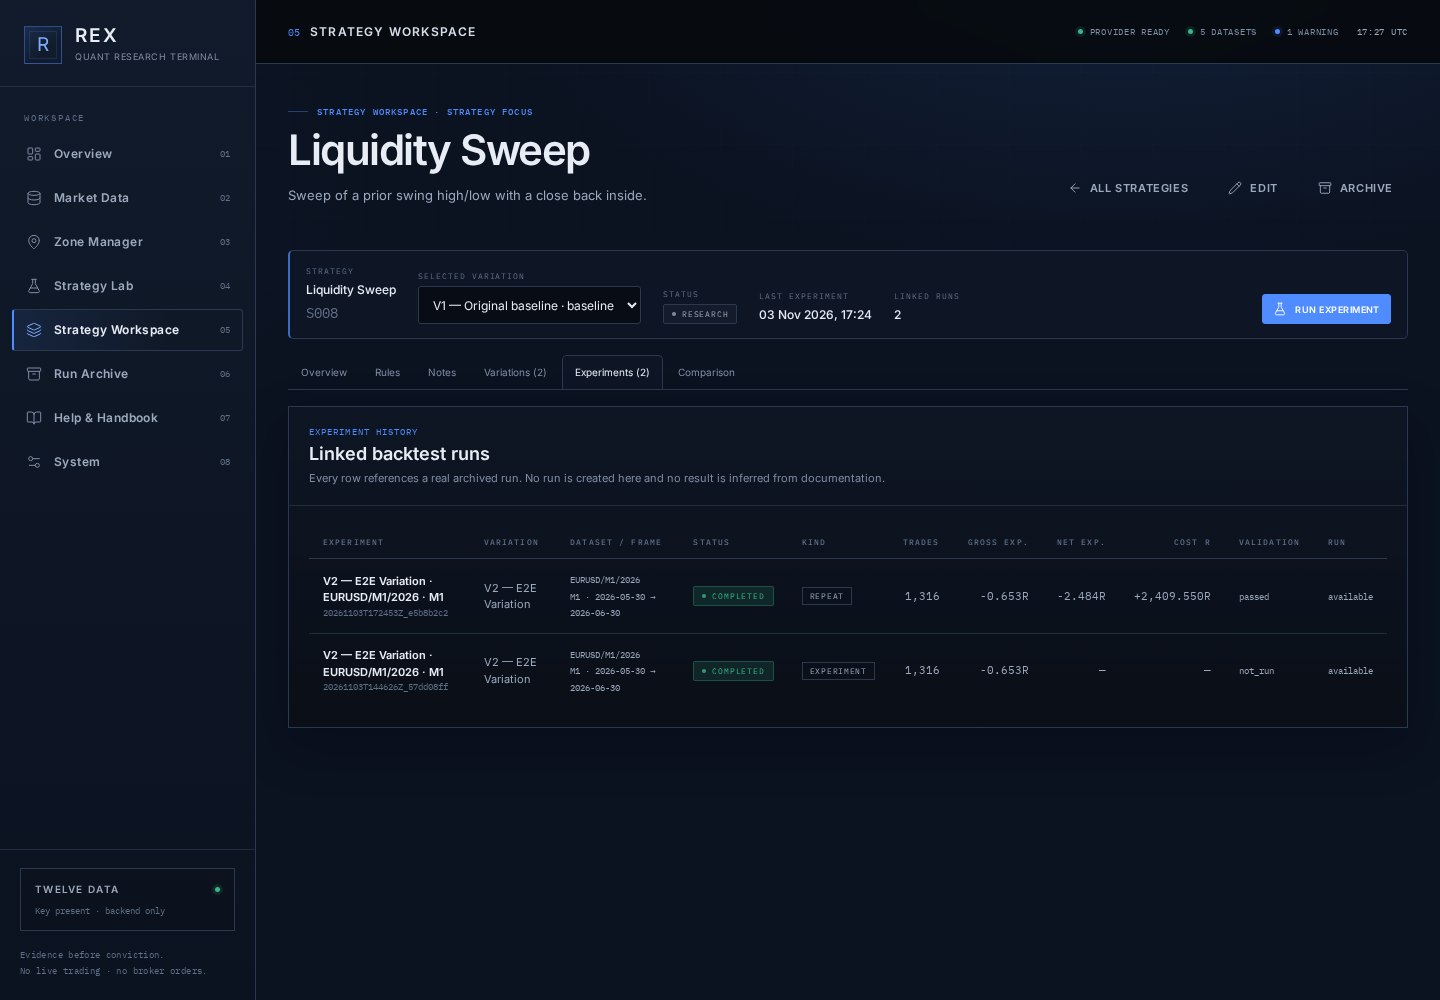 R
REX
QUANT RESEARCH TERMINAL
WORKSPACE
Overview 01
Market Data 02
Zone Manager 03
Strategy Lab 04
Strategy Workspace 05
Run Archive 06
Help & Handbook 07
System 08
TWELVE DATA
Key present · backend only
Evidence before conviction.
No live trading · no broker orders.
05 STRATEGY WORKSPACE
PROVIDER READY 5 DATASETS 1 WARNING 17:27 UTC
STRATEGY WORKSPACE · STRATEGY FOCUS
Liquidity Sweep
Sweep of a prior swing high/low with a close back inside.
ALL STRATEGIES EDIT ARCHIVE
STRATEGY
Liquidity Sweep
S008
SELECTED VARIATION
V1 — Original baseline · baseline
STATUS
RESEARCH
LAST EXPERIMENT
03 Nov 2026, 17:24
LINKED RUNS
2
RUN EXPERIMENT
Overview Rules Notes Variations (2) Experiments (2) Comparison
EXPERIMENT HISTORY
Linked backtest runs
Every row references a real archived run. No run is created here and no result is inferred from documentation.
EXPERIMENT VARIATION DATASET / FRAME STATUS KIND TRADES GROSS EXP. NET EXP. COST R VALIDATION RUN
V2 — E2E Variation ·
EURUSD/M1/2026 · M1
20261103T172453Z_e5b8b2c2
V2 — E2E
Variation
EURUSD/M1/2026
M1 · 2026-05-30 →
2026-06-30
COMPLETED
REPEAT
1,316
-0.653R
-2.484R
+2,409.550R
passed
available
V2 — E2E Variation ·
EURUSD/M1/2026 · M1
20261103T144626Z_57dd08ff
V2 — E2E
Variation
EURUSD/M1/2026
M1 · 2026-05-30 →
2026-06-30
COMPLETED
EXPERIMENT
1,316
-0.653R
—
—
not_run
available